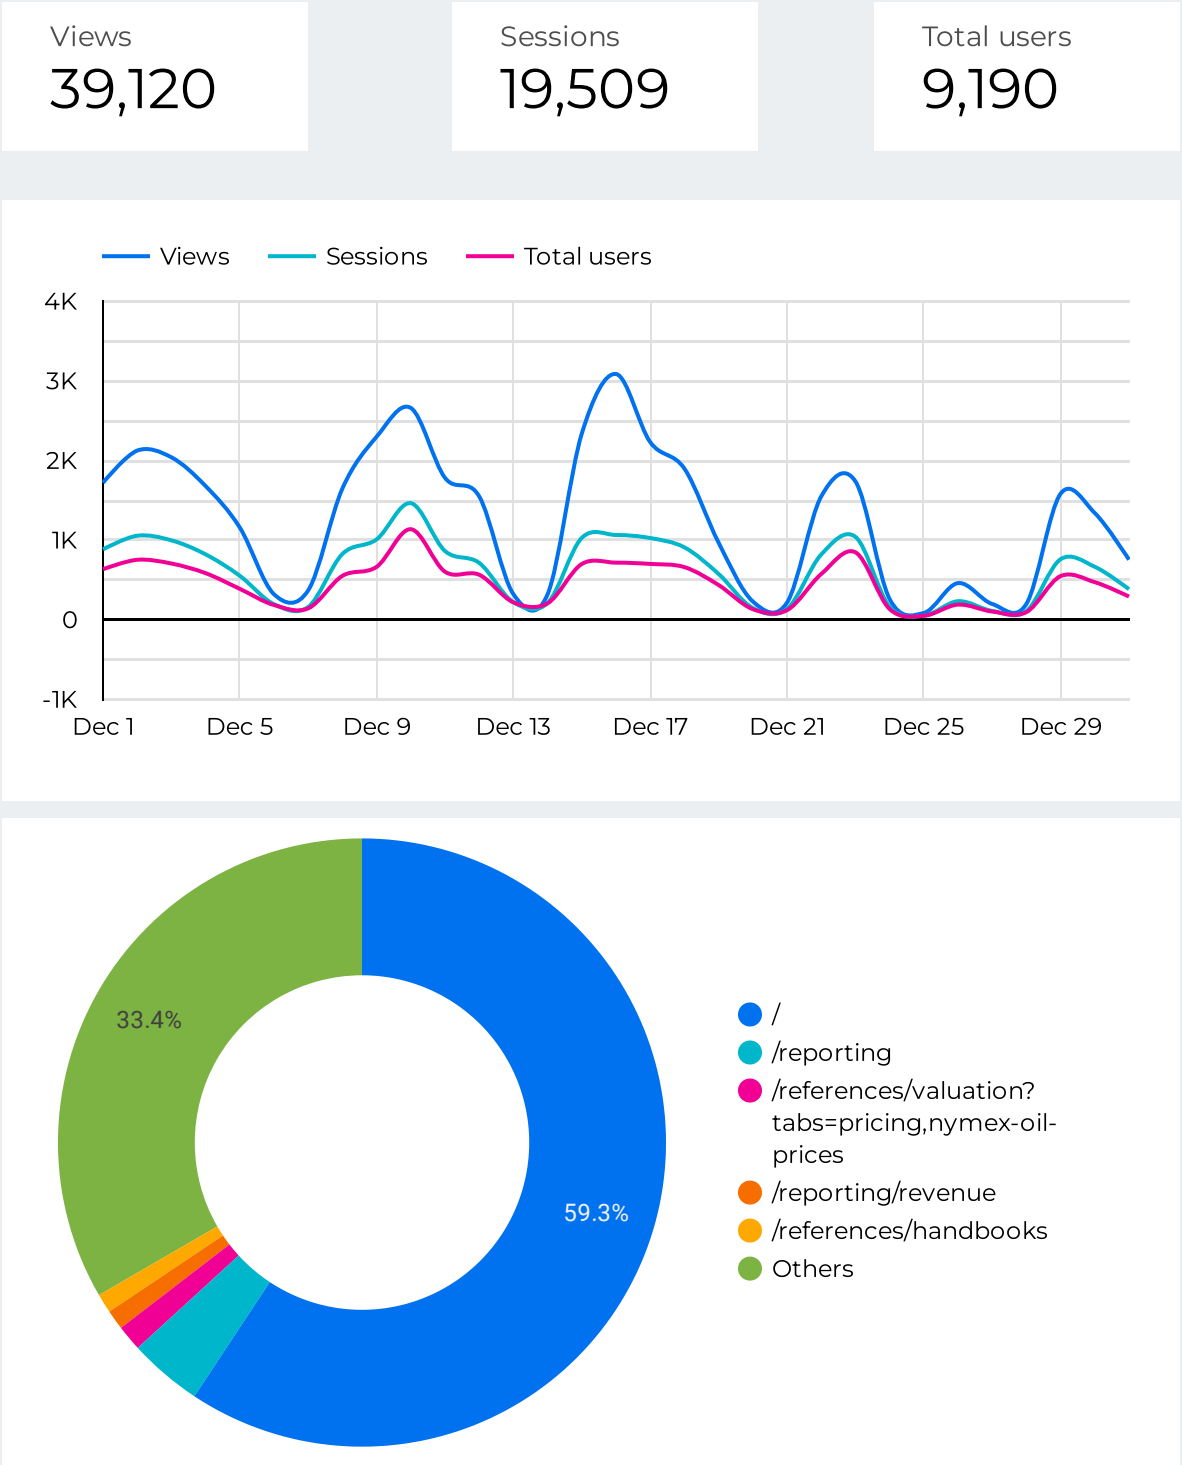 Views
39,120
Sessions
19,509
Total users
9,190
Views
Sessions
Total users
4K
3K
2K
1K
0
-1K
Dec 1
Dec 5
Dec 9
Dec 13
Dec 17
Dec 21
Dec 25
Dec 29
33.4%
59.3%
/
/reporting
/references/valuation?
tabs=pricing,nymex-oil-
prices
/reporting/revenue
/references/handbooks
Others